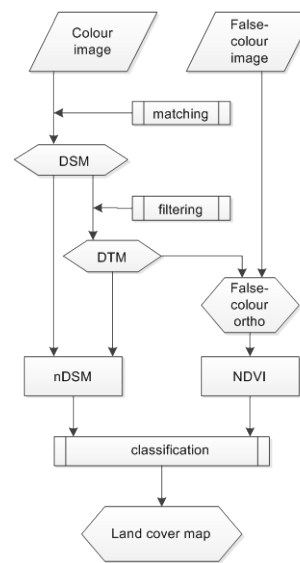 Colour
image
False-
colour
image
matching
DSM
filtering
DTM
False-
colour
ortho
nDSM
NDVI
classification
Land cover map